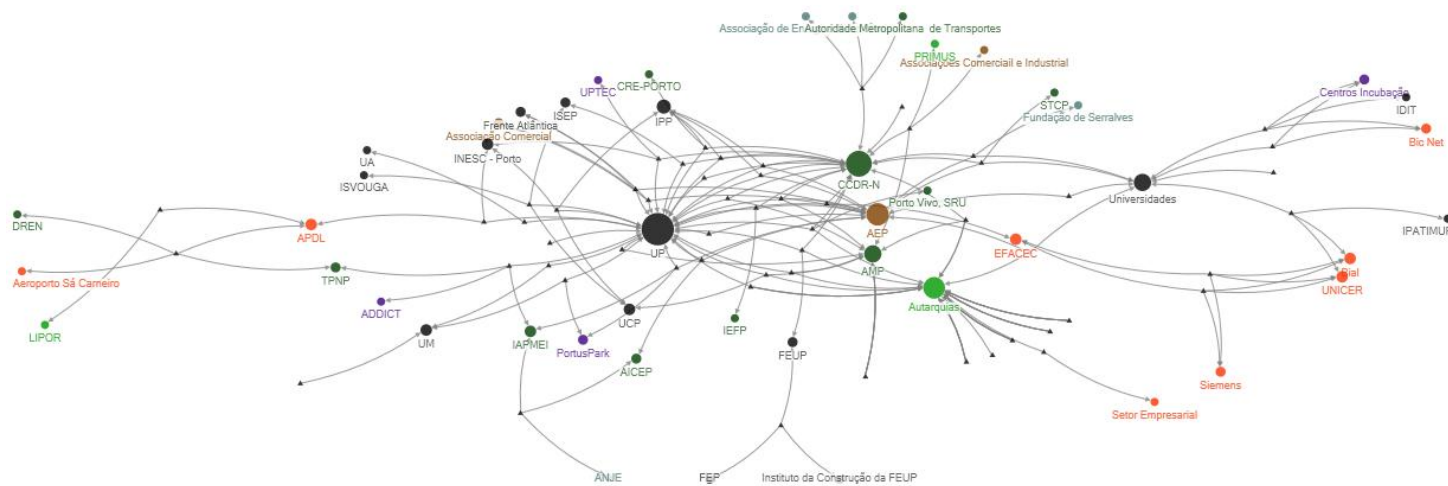 Associação de En
Autoridade Metropolitana de Transportes
PRIMUS
Associações Comerciail e Industrial
UPTEC
CRE-PORTO
Centros Incubação
STCP
IDIT
ISEP
IPP
Fundação de Serralves
Frente Atlântica
Associação Comercial
Bic Net
UA
INESC - Porto
ISVOUGA
CCDR-N
Universidades
Porto Vivo, SRU
DREN
AEP
IPATIMUP
APDL
UP
EFACEC
AMP
Bial
Aeroporto Sã Carneiro
TPNP
UNICER
Autarquias
ADDICT
UCP
LIPOR
UM
IAPMEI
IEFP
PortusPark
FEUP
AICEP
Siemens
Setor Empresarial
ANJE
FEP
Instituto da Construção da FEUP